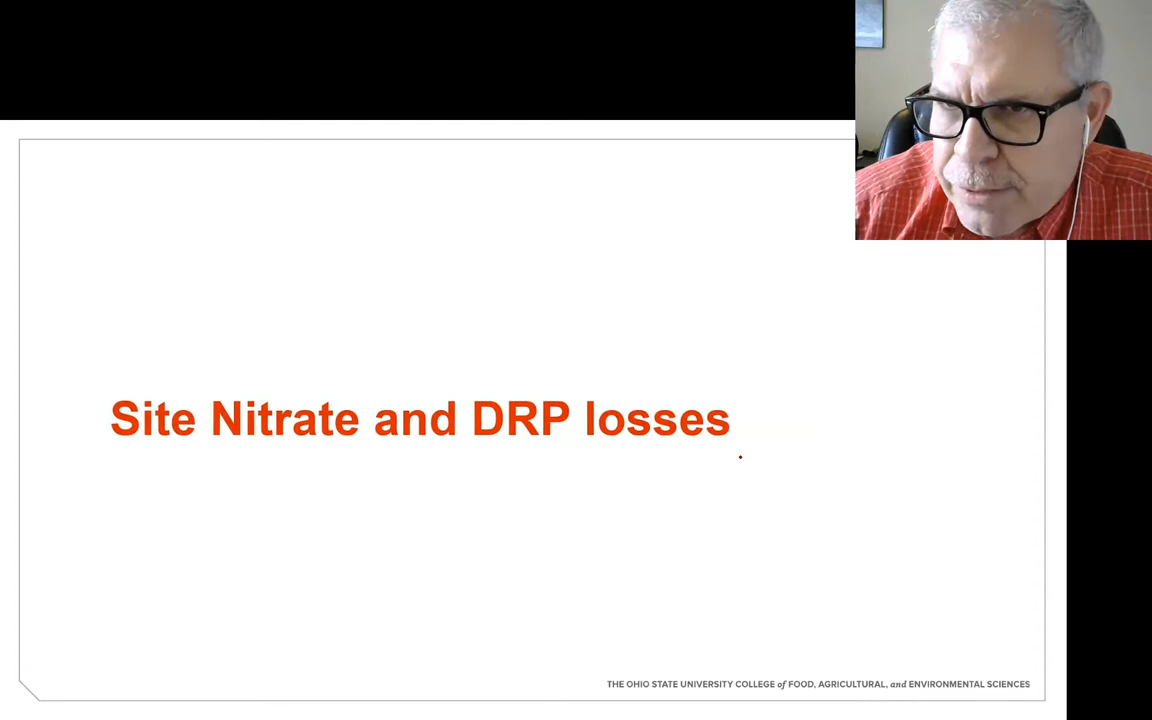 Site Nitrate and DRP losses
THE OHIO STATE UNIVERSITY COLLEGE of FOOD, AGRICULTURAL, and ENVIRONMENTAL SCIENCES